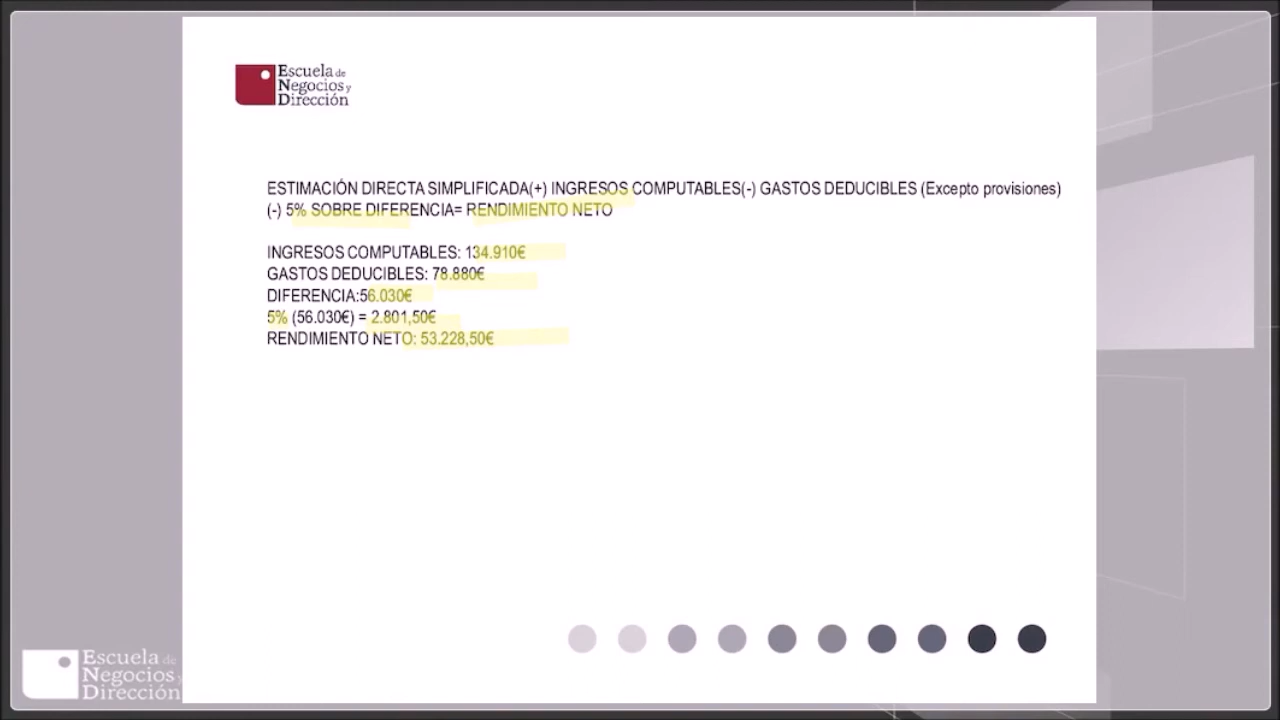 Escuela de
Negocios y
Dirección
ESTIMACIÓN DIRECTA SIMPLIFICADA(+) INGRESOS COMPUTABLES(-) GASTOS DEDUCIBLES (Excepto provisiones)
(-) 5% SOBRE DIFERENCIA= RENDIMIENTO NETO
INGRESOS COMPUTABLES: 134.910€
GASTOS DEDUCIBLES: 78.880€
DIFERENCIA:56.030€
5% (56.030€) = 2.801,50€
RENDIMIENTO NETO: 53.228,50€
Escuela de
Negocios y
Dirección